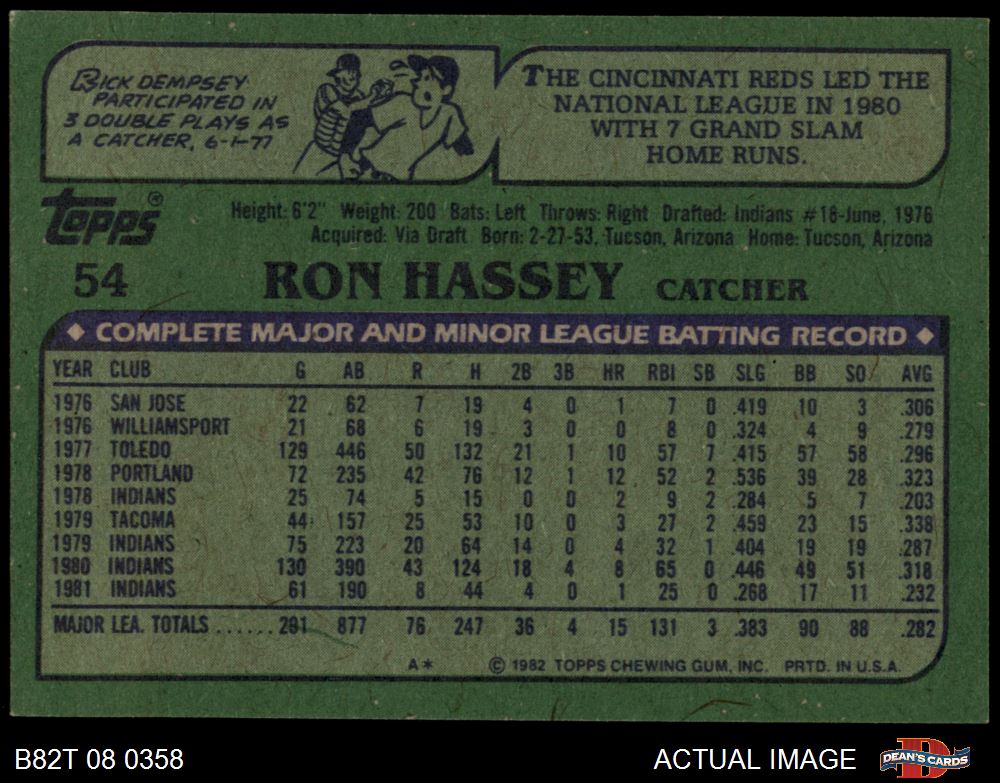 RICK DEMPSEY
PARTICIPATED IN
3 DOUBLE PLAYS AS
A CATCHER, 6-1-77
THE CINCINNATI REDS LED THE
NATIONAL LEAGUE IN 1980
WITH 7 GRAND SLAM
HOME RUNS.
TOPPS®
Height: 6'2" Weight: 200 Bats: Left Throws: Right Drafted: Indians #18-June, 1976
Acquired: Via Draft Born: 2-27-53, Tucson, Arizona Home: Tucson, Arizona
54 RON HASSEY CATCHER
◆ COMPLETE MAJOR AND MINOR LEAGUE BATTING RECORD ◆
YEAR CLUB G AB R H 2B 3B HR RBI SB SLG BB SO AVG
1976 SAN JOSE 22 62 7 19 4 0 1 7 0 .419 10 3 .306
1976 WILLIAMSPORT 21 68 6 19 3 0 0 8 0 .324 4 9 .279
1977 TOLEDO 129 446 50 132 21 1 10 57 7 .415 57 58 .296
1978 PORTLAND 72 235 42 76 12 1 12 52 2 .536 39 28 .323
1978 INDIANS 25 74 5 15 0 0 2 9 2 .284 5 7 .203
1979 TACOMA 44 157 25 53 10 0 3 27 2 .459 23 15 .338
1979 INDIANS 75 223 20 64 14 0 4 32 1 .404 19 19 .287
1980 INDIANS 130 390 43 124 18 4 8 65 0 .446 49 51 .318
1981 INDIANS 61 190 8 44 4 0 1 25 0 .268 17 11 .232
MAJOR LEA. TOTALS ......291 877 76 247 36 4 15 131 3 .383 90 88 .282
A* © 1982 TOPPS CHEWING GUM, INC. PRTD. IN U.S.A.
B82T 08 0358 ACTUAL IMAGE DEAN'S CARDS